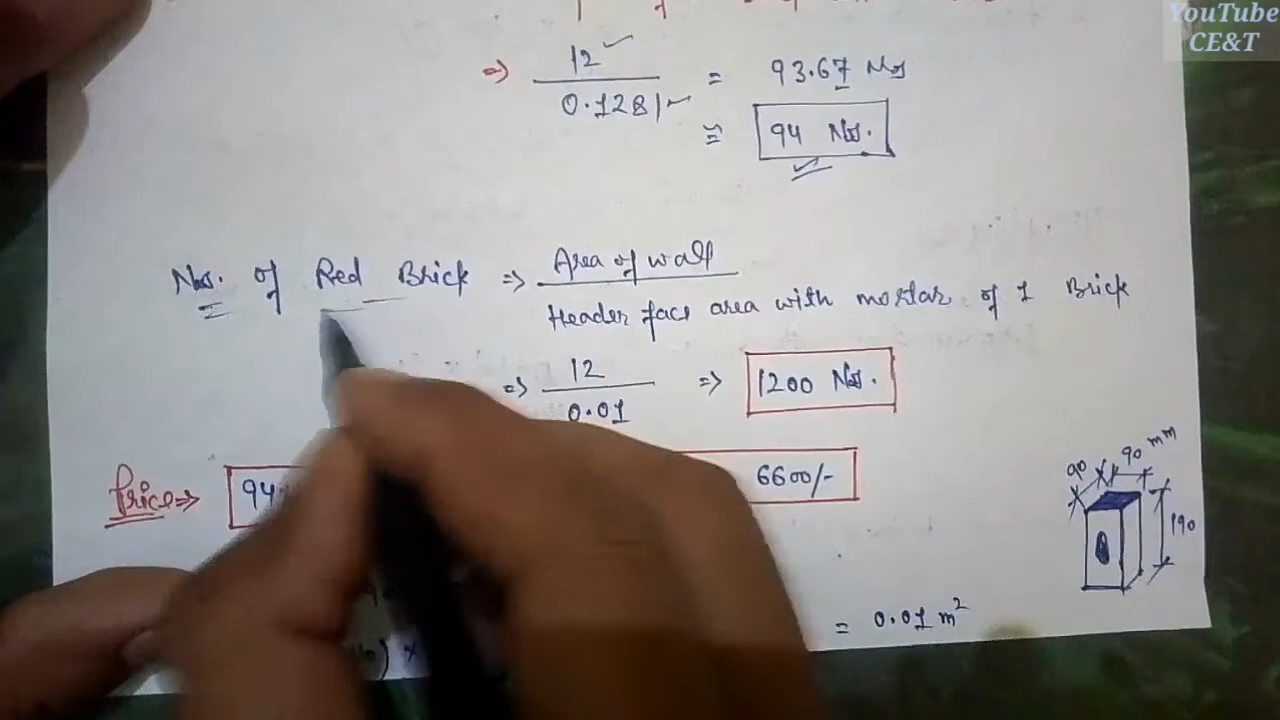 YouTube
CE&T
=> 12 / 0.1281 = 93.67 Nos
≅ 94 Nos.
Nos. of Red Brick => Area of wall
Header face area with mortar of 1 Brick
=> 12 / 0.01 => 1200 Nos.
90 90 mm
190
Price => 94 6600/-
= 0.01 m²